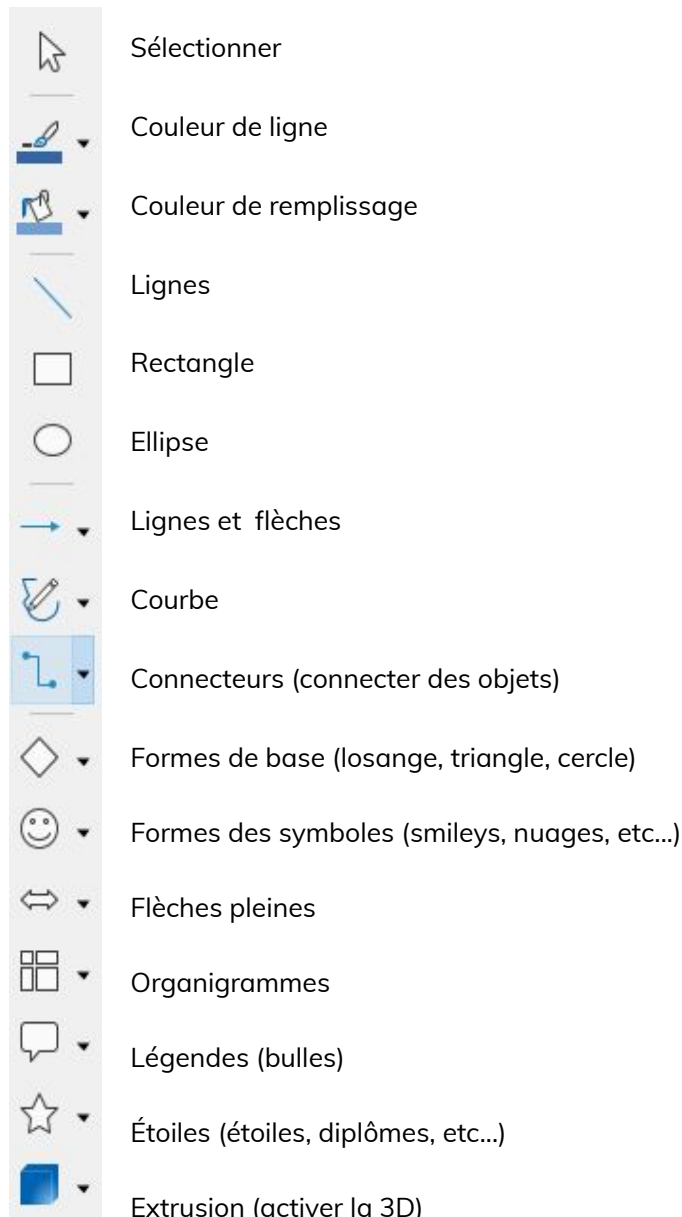 Sélectionner
Couleur de ligne
Couleur de remplissage
Lignes
Rectangle
Ellipse
Lignes et  flèches
Courbe
Connecteurs (connecter des objets)
Formes de base (losange, triangle, cercle)
Formes des symboles (smileys, nuages, etc...)
Flèches pleines
Organigrammes
Légendes (bulles)
Étoiles (étoiles, diplômes, etc...)
Extrusion (activer la 3D)